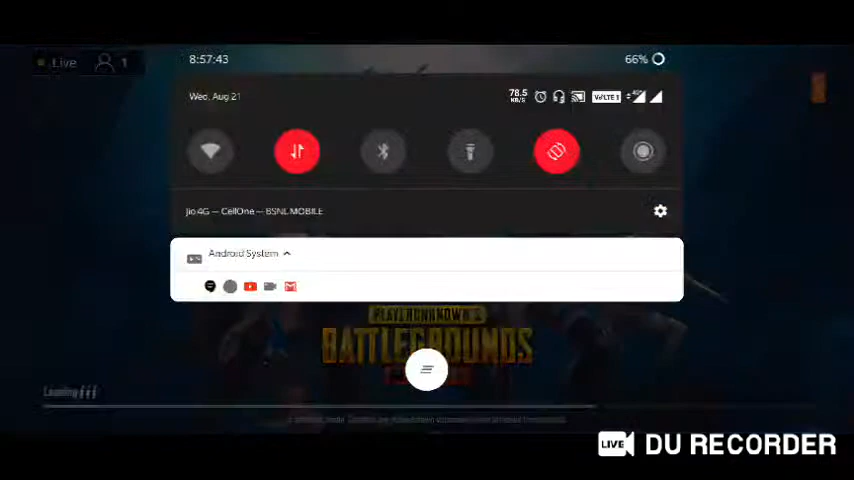 Live 1
8:57:43
66%
Wed, Aug 21
78.5
KB/S
VoLTE 1
4G
Jio 4G — CellOne — BSNL MOBILE
Android System
PLAYERUNKNOWN'S
BATTLEGROUNDS
Loading
LIVE DU RECORDER